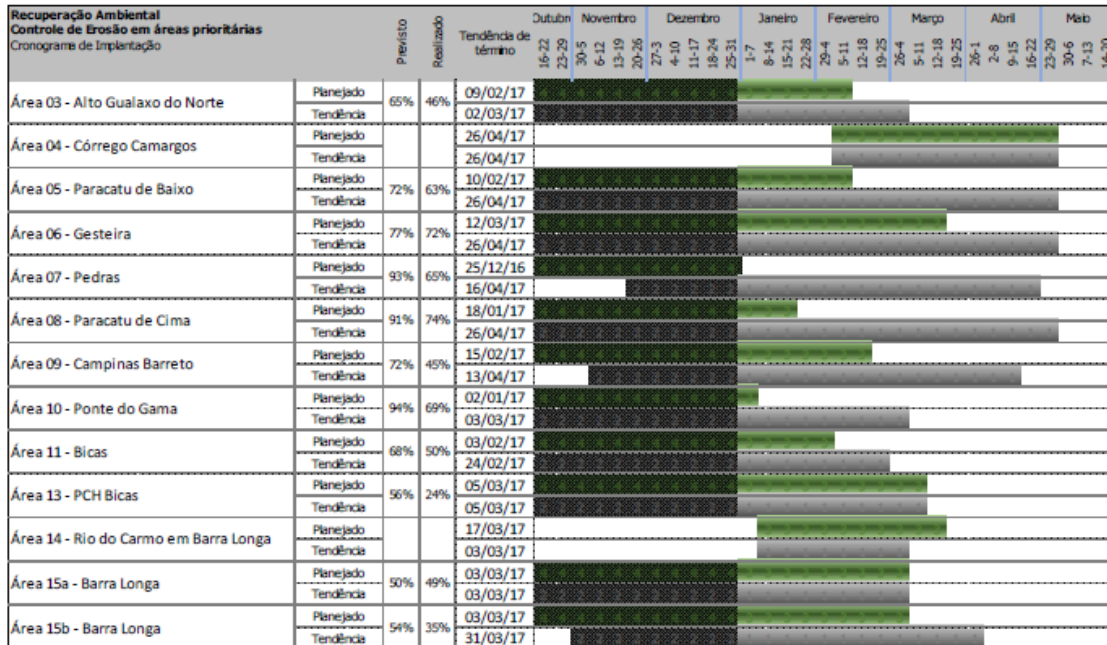 Recuperação Ambiental
Controle de Erosão em áreas prioritárias
Cronograma de Implantação
Previsto
Realizado
Tendência de término
Outubro Novembro Dezembro Janeiro Fevereiro Março Abril Maio
16-22 23-29 30-5 6-12 13-19 20-26 27-3 4-10 11-17 18-24 25-31 1-7 8-14 15-21 22-28 29-4 5-11 12-18 19-25 26-4 5-11 12-18 19-25 26-1 2-8 9-15 16-22 23-29 30-6 7-13 14-20
Área 03 - Alto Gualaxo do Norte 65% 46%
Planejado 09/02/17
Tendência 02/03/17
Área 04 - Córrego Camargos
Planejado 26/04/17
Tendência 26/04/17
Área 05 - Paracatu de Baixo 72% 63%
Planejado 10/02/17
Tendência 26/04/17
Área 06 - Gesteira 77% 72%
Planejado 12/03/17
Tendência 26/04/17
Área 07 - Pedras 93% 65%
Planejado 25/12/16
Tendência 16/04/17
Área 08 - Paracatu de Cima 91% 74%
Planejado 18/01/17
Tendência 26/04/17
Área 09 - Campinas Barreto 72% 45%
Planejado 15/02/17
Tendência 13/04/17
Área 10 - Ponte do Gama 94% 69%
Planejado 02/01/17
Tendência 03/03/17
Área 11 - Bicas 68% 50%
Planejado 03/02/17
Tendência 24/02/17
Área 13 - PCH Bicas 56% 24%
Planejado 05/03/17
Tendência 05/03/17
Área 14 - Rio do Carmo em Barra Longa
Planejado 17/03/17
Tendência 03/03/17
Área 15a - Barra Longa 50% 49%
Planejado 03/03/17
Tendência 03/03/17
Área 15b - Barra Longa 54% 35%
Planejado 03/03/17
Tendência 31/03/17